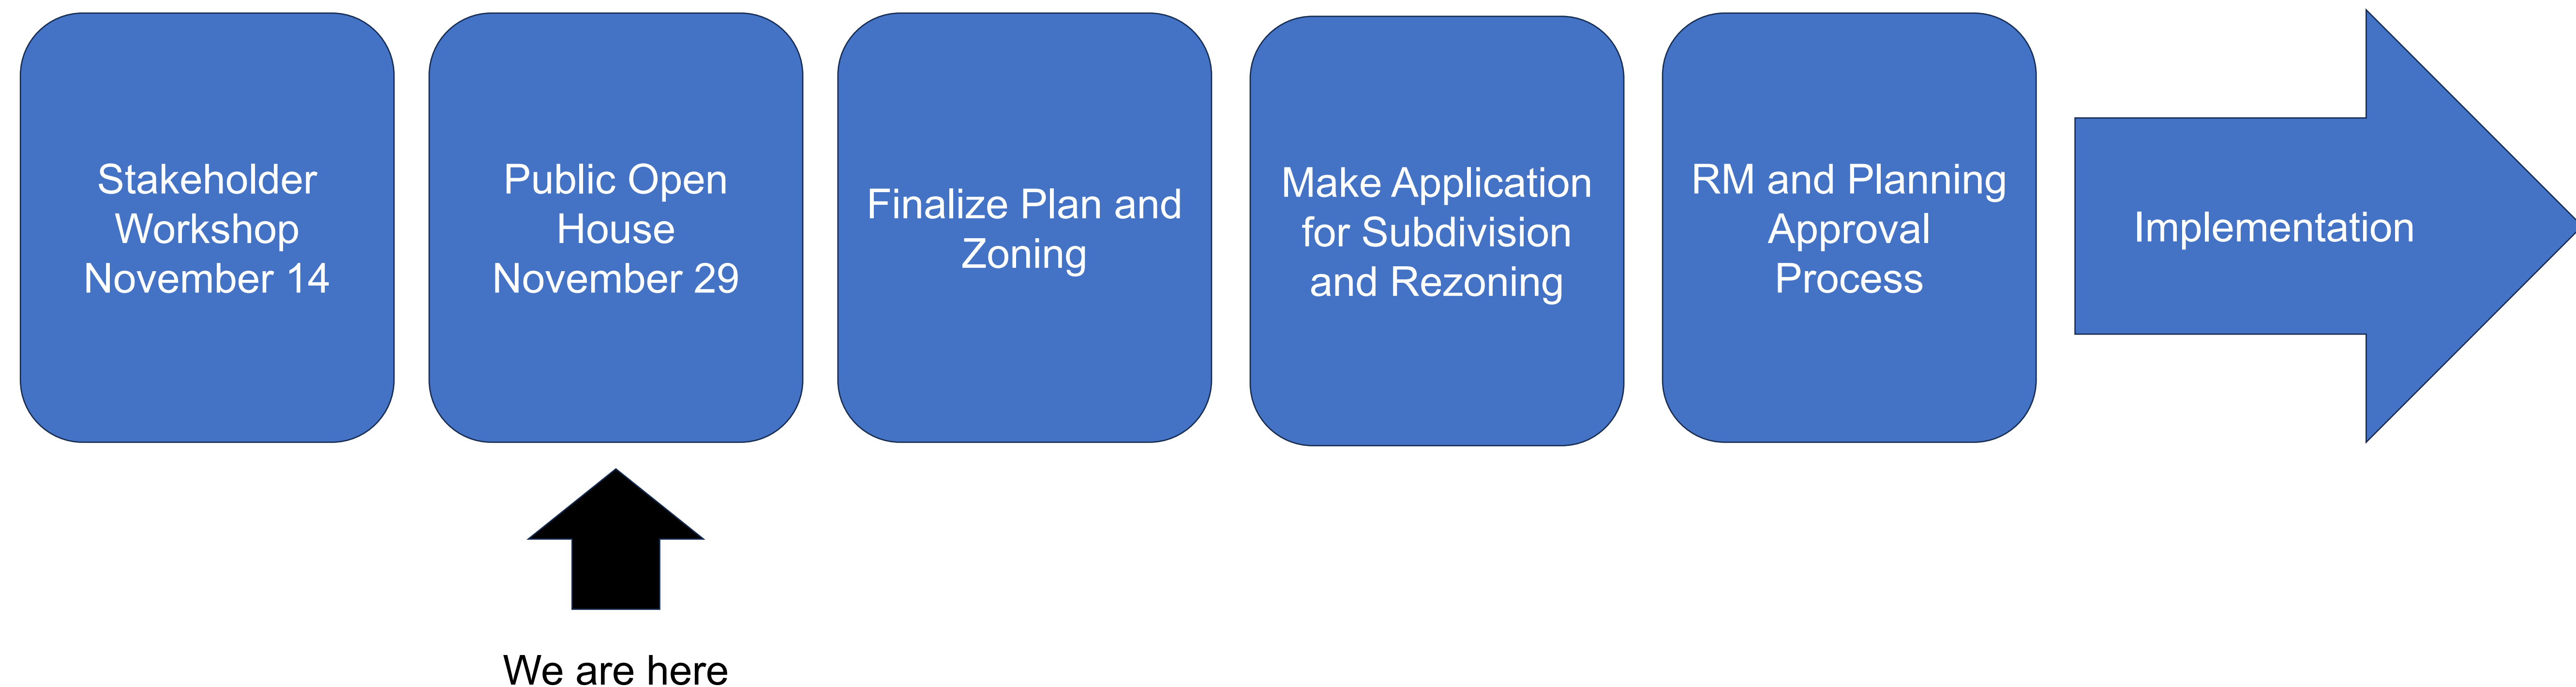 Stakeholder
Workshop
November 14
Public Open
House
November 29
Finalize Plan and
Zoning
Make Application
for Subdivision
and Rezoning
RM and Planning
Approval
Process
Implementation
We are here